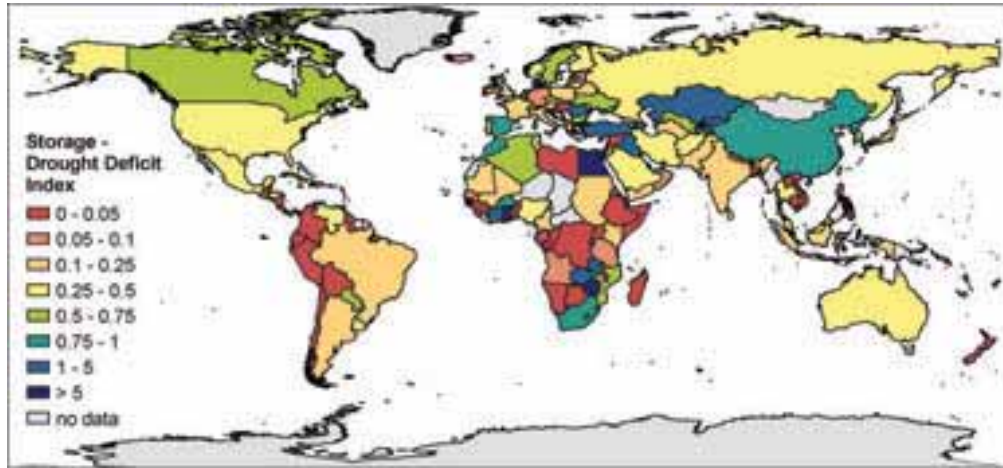 Storage -
Drought Deficit
Index
0 - 0.05
0.05 - 0.1
0.1 - 0.25
0.25 - 0.5
0.5 - 0.75
0.75 - 1
1 - 5
> 5
no data